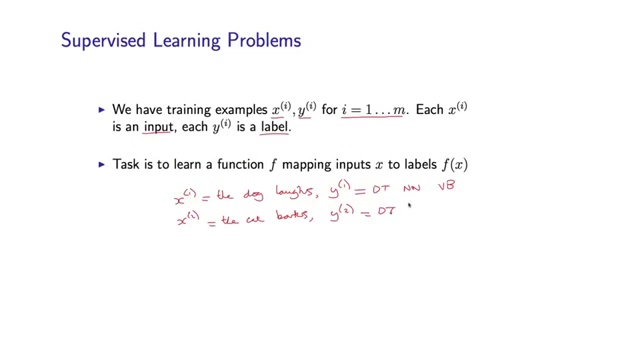 Supervised Learning Problems
▶ We have training examples x⁽ⁱ⁾, y⁽ⁱ⁾ for i = 1 … m. Each x⁽ⁱ⁾
is an input, each y⁽ⁱ⁾ is a label.
▶ Task is to learn a function f mapping inputs x to labels f(x)
x⁽¹⁾ = the dog laughs, y⁽¹⁾ = DT NN VB
x⁽²⁾ = the cat barks, y⁽²⁾ = DT